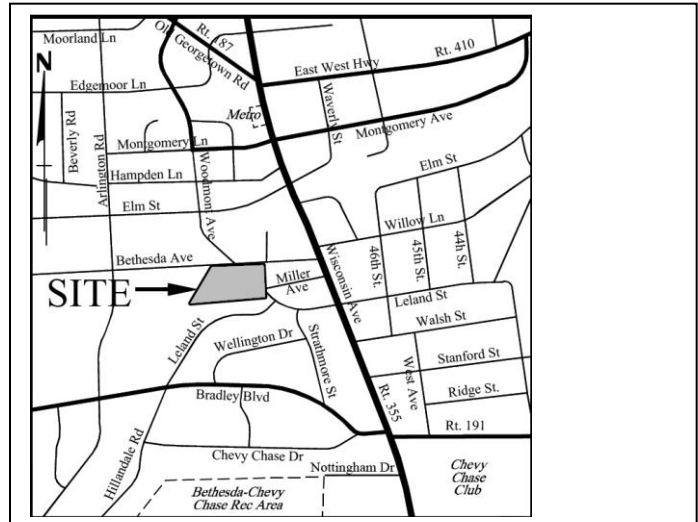 Moorland Ln
Old Georgetown Rd
Rt. 187
N
East West Hwy
Rt. 410
Edgemoor Ln
Beverly Rd
Arlington Rd
Metro
Waverly St
Montgomery Ave
Montgomery Ln
Woodmont Ave
Hampden Ln
Elm St
Elm St
Willow Ln
46th St.
45th St.
44h St.
Bethesda Ave
Wisconsin Ave
SITE
Miller
Ave
Leland St
Walsh St
Leland St
Wellington Dr
Strathmore St
Stanford St
West Ave
Ridge St.
Bradley Blvd
Rt. 355
Rt. 191
Hillandale Rd
Chevy Chase Dr
Nottingham Dr
Chevy
Chase
Club
Bethesda-Chevy
Chase Rec Area